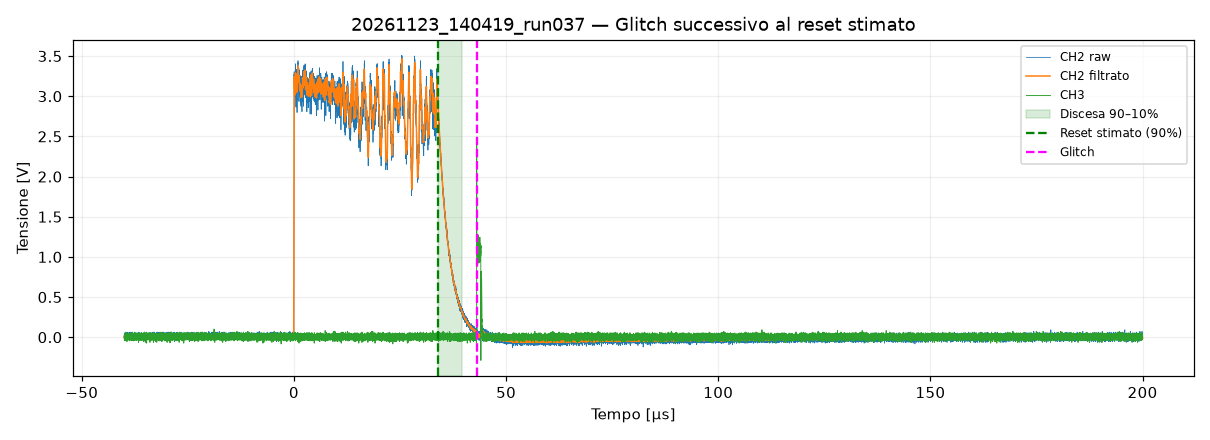 20261123_140419_run037 — Glitch successivo al reset stimato
Tensione [V]
3.5
3.0
2.5
2.0
1.5
1.0
0.5
0.0
CH2 raw
CH2 filtrato
CH3
Discesa 90–10%
Reset stimato (90%)
Glitch
−50
0
50
100
150
200
Tempo [µs]